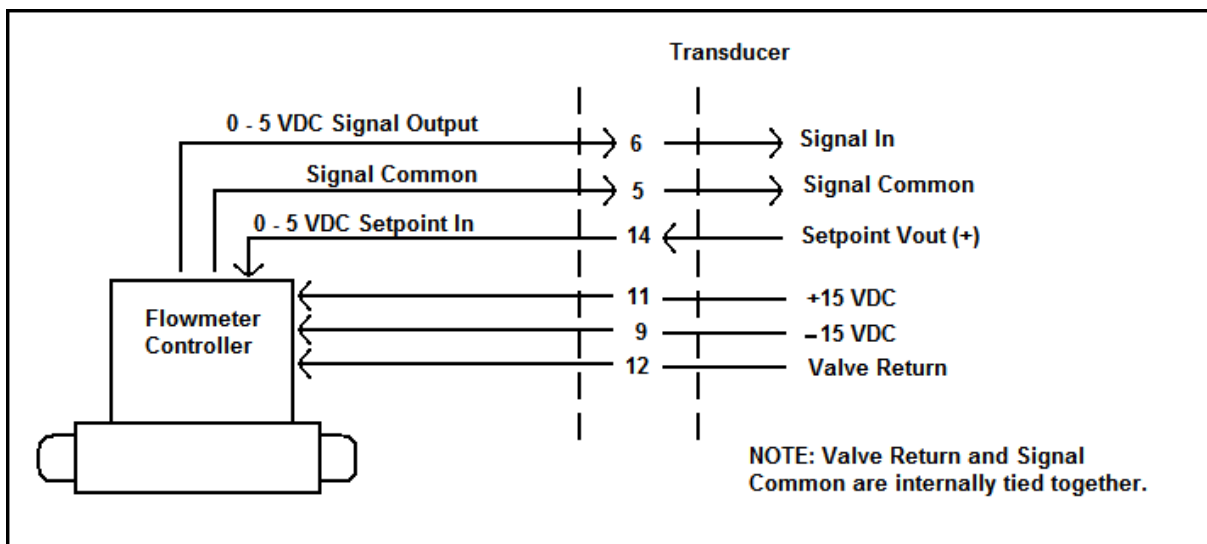 Transducer
0 - 5 VDC Signal Output
6
Signal In
Signal Common
5
Signal Common
0 - 5 VDC Setpoint In
14
Setpoint Vout (+)
11
+15 VDC
Flowmeter
Controller
9
−15 VDC
12
Valve Return
NOTE: Valve Return and Signal
Common are internally tied together.